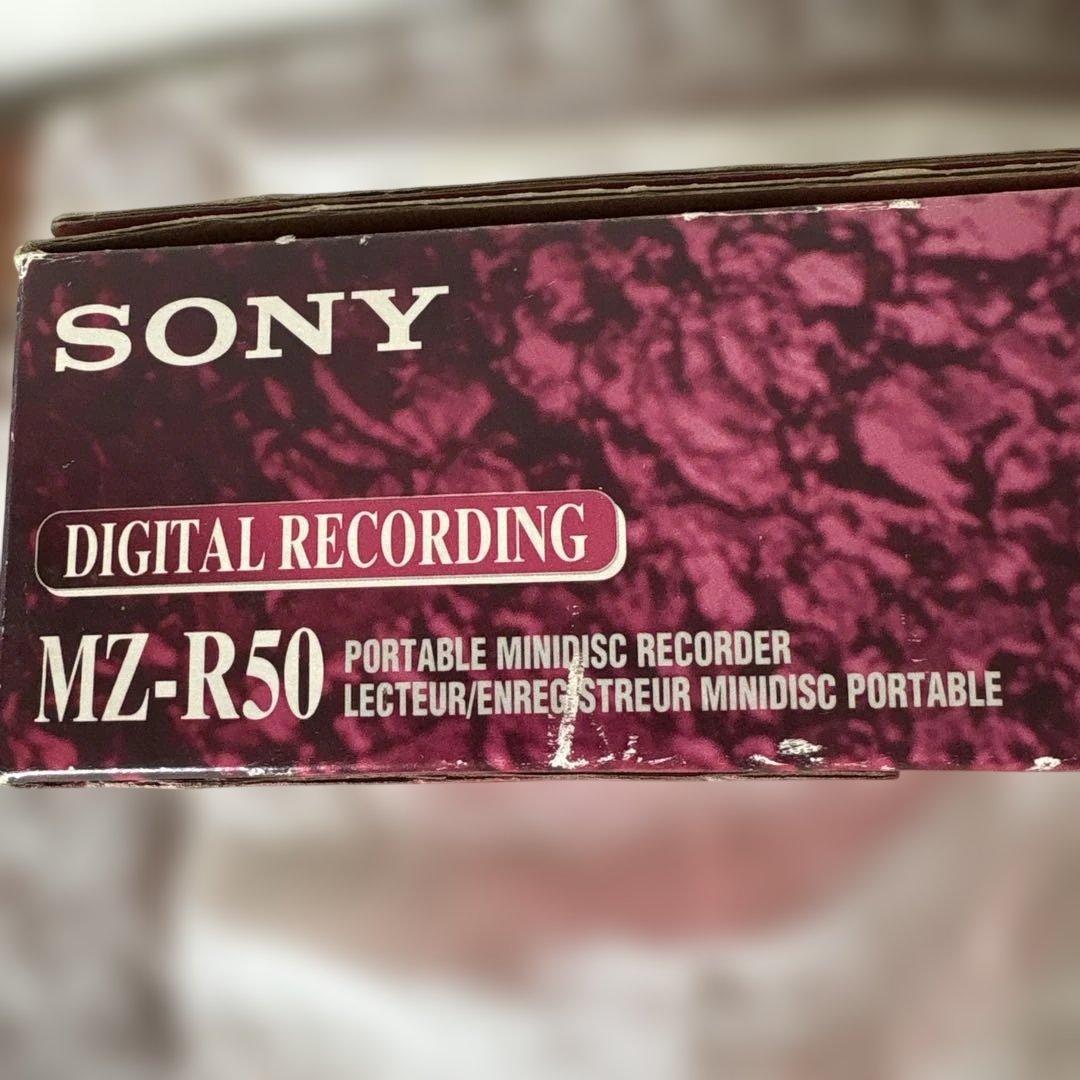 SONY
DIGITAL RECORDING
MZ-R50
PORTABLE MINIDISC RECORDER
LECTEUR/ENREGISTREUR MINIDISC PORTABLE